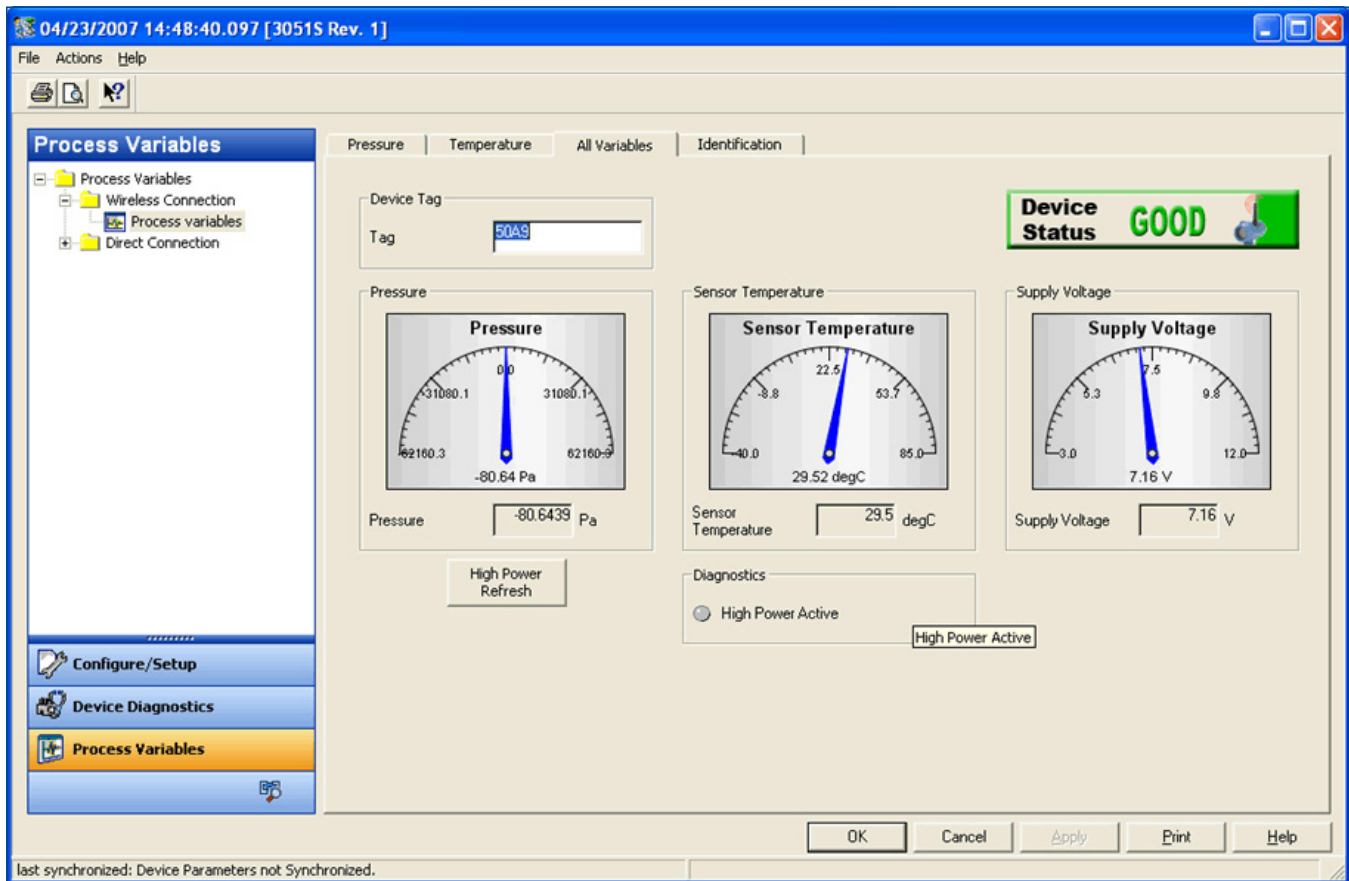 04/23/2007 14:48:40.097 [3051S Rev. 1]
File Actions Help
Process Variables
Process Variables
Wireless Connection
Process variables
Direct Connection
Configure/Setup
Device Diagnostics
Process Variables
Pressure Temperature All Variables Identification
Device Tag
Tag 50A9
Device Status GOOD
Pressure
Pressure
-62160.3 -31080.1 0.0 31080.1 62160.3
-80.64 Pa
Pressure -80.6439 Pa
High Power
Refresh
Sensor Temperature
Sensor Temperature
-40.0 -8.8 22.5 53.7 85.0
29.52 degC
Sensor
Temperature 29.5 degC
Supply Voltage
Supply Voltage
3.0 5.3 7.5 9.8 12.0
7.16 V
Supply Voltage 7.16 V
Diagnostics
High Power Active
High Power Active
OK Cancel Apply Print Help
last synchronized: Device Parameters not Synchronized.